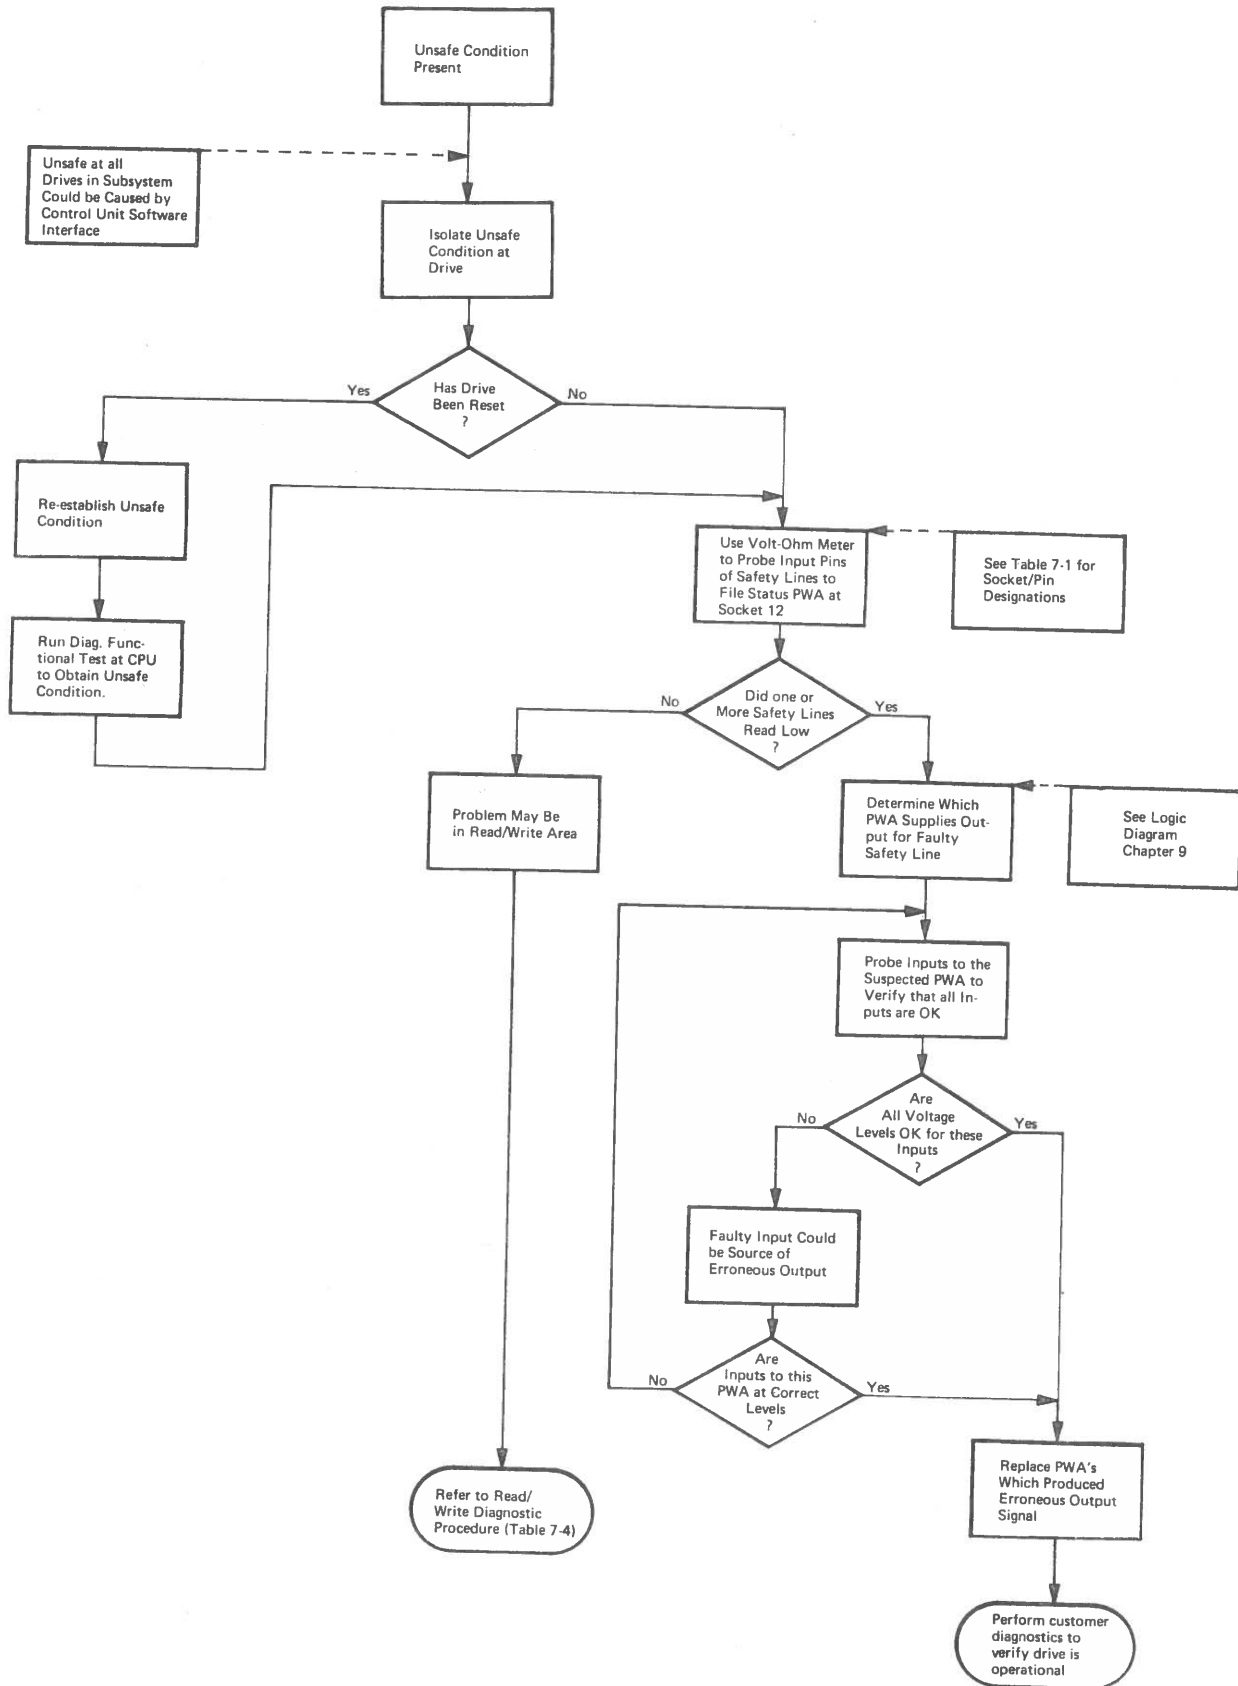 Unsafe Condition
Present
Unsafe at all
Drives in Subsystem
Could be Caused by
Control Unit Software
Interface
Isolate Unsafe
Condition at
Drive
Has Drive
Been Reset
?
Yes
No
Re-establish Unsafe
Condition
Run Diag. Func-
tional Test at CPU
to Obtain Unsafe
Condition.
Use Volt-Ohm Meter
to Probe Input Pins
of Safety Lines to
File Status PWA at
Socket 12
See Table 7-1 for
Socket/Pin
Designations
Did one or
More Safety Lines
Read Low
?
No
Yes
Problem May Be
in Read/Write Area
Determine Which
PWA Supplies Out-
put for Faulty
Safety Line
See Logic
Diagram
Chapter 9
Probe Inputs to the
Suspected PWA to
Verify that all In-
puts are OK
Are
All Voltage
Levels OK for these
Inputs
?
No
Yes
Faulty Input Could
be Source of
Erroneous Output
Are
Inputs to this
PWA at Correct
Levels
?
No
Yes
Refer to Read/
Write Diagnostic
Procedure (Table 7-4)
Replace PWA's
Which Produced
Erroneous Output
Signal
Perform customer
diagnostics to
verify drive is
operational